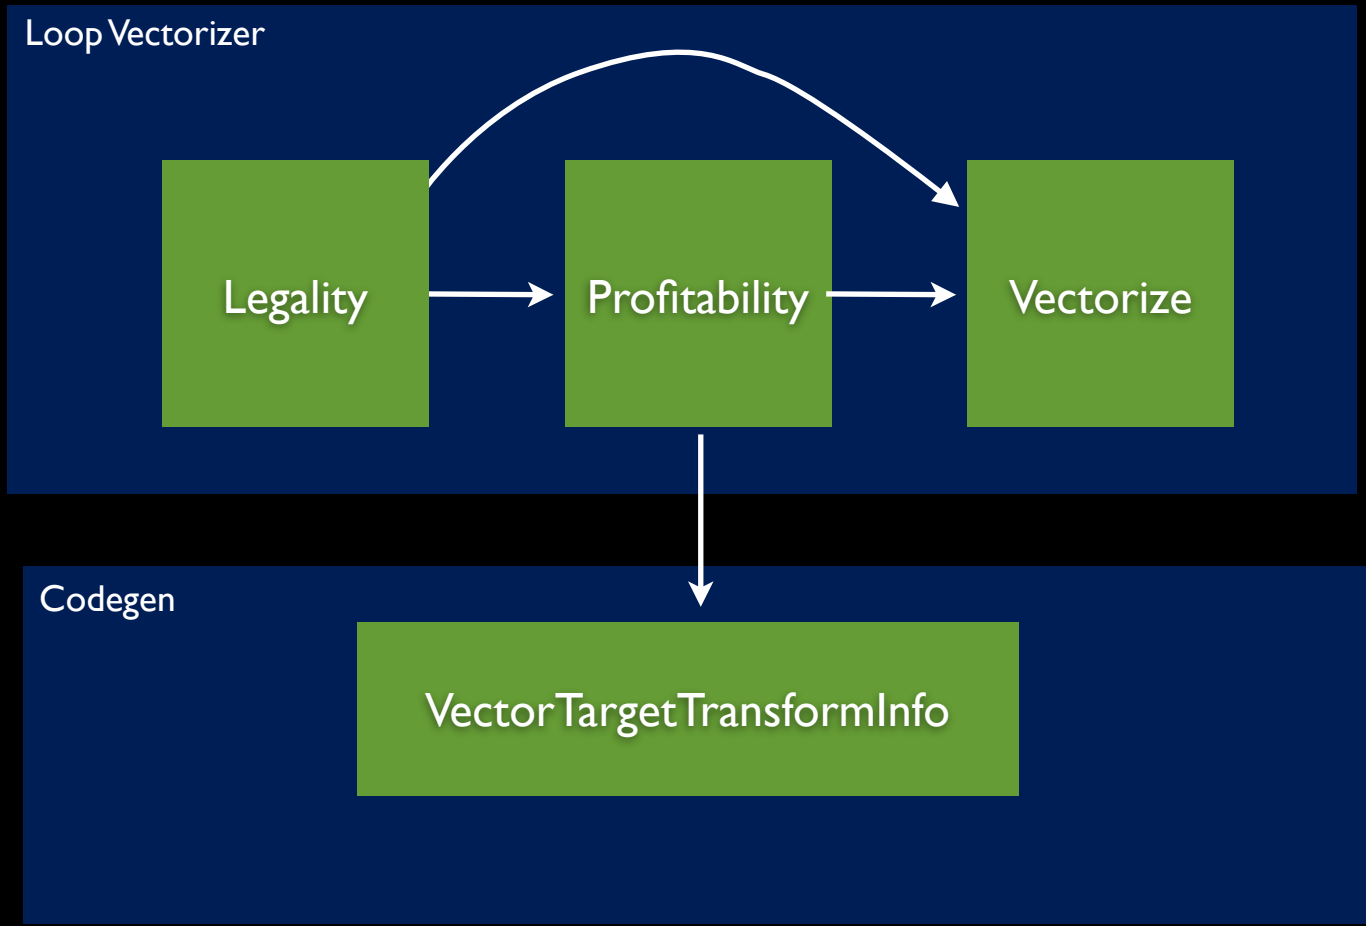 Loop Vectorizer
Legality
Profitability
Vectorize
Codegen
VectorTargetTransformInfo